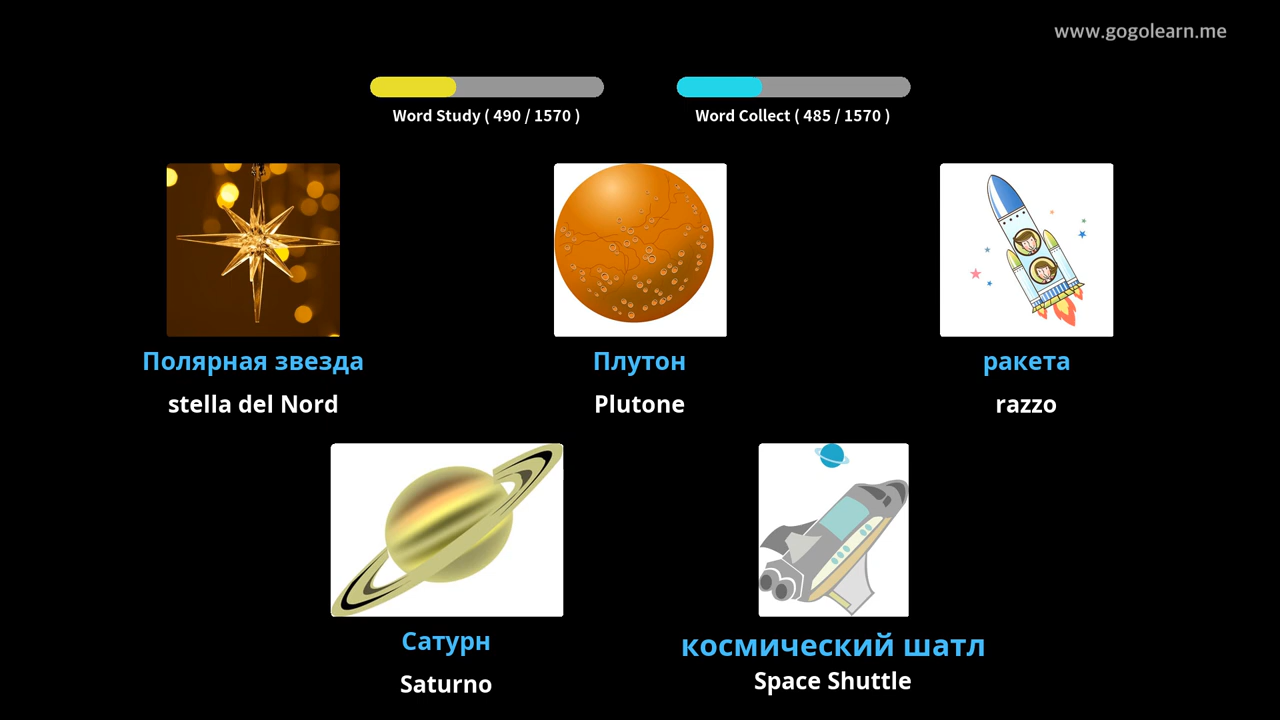 www.gogolearn.me
Word Study ( 490 / 1570 )
Word Collect ( 485 / 1570 )
Полярная звезда
stella del Nord
Плутон
Plutone
ракета
razzo
Сатурн
Saturno
космический шатл
Space Shuttle